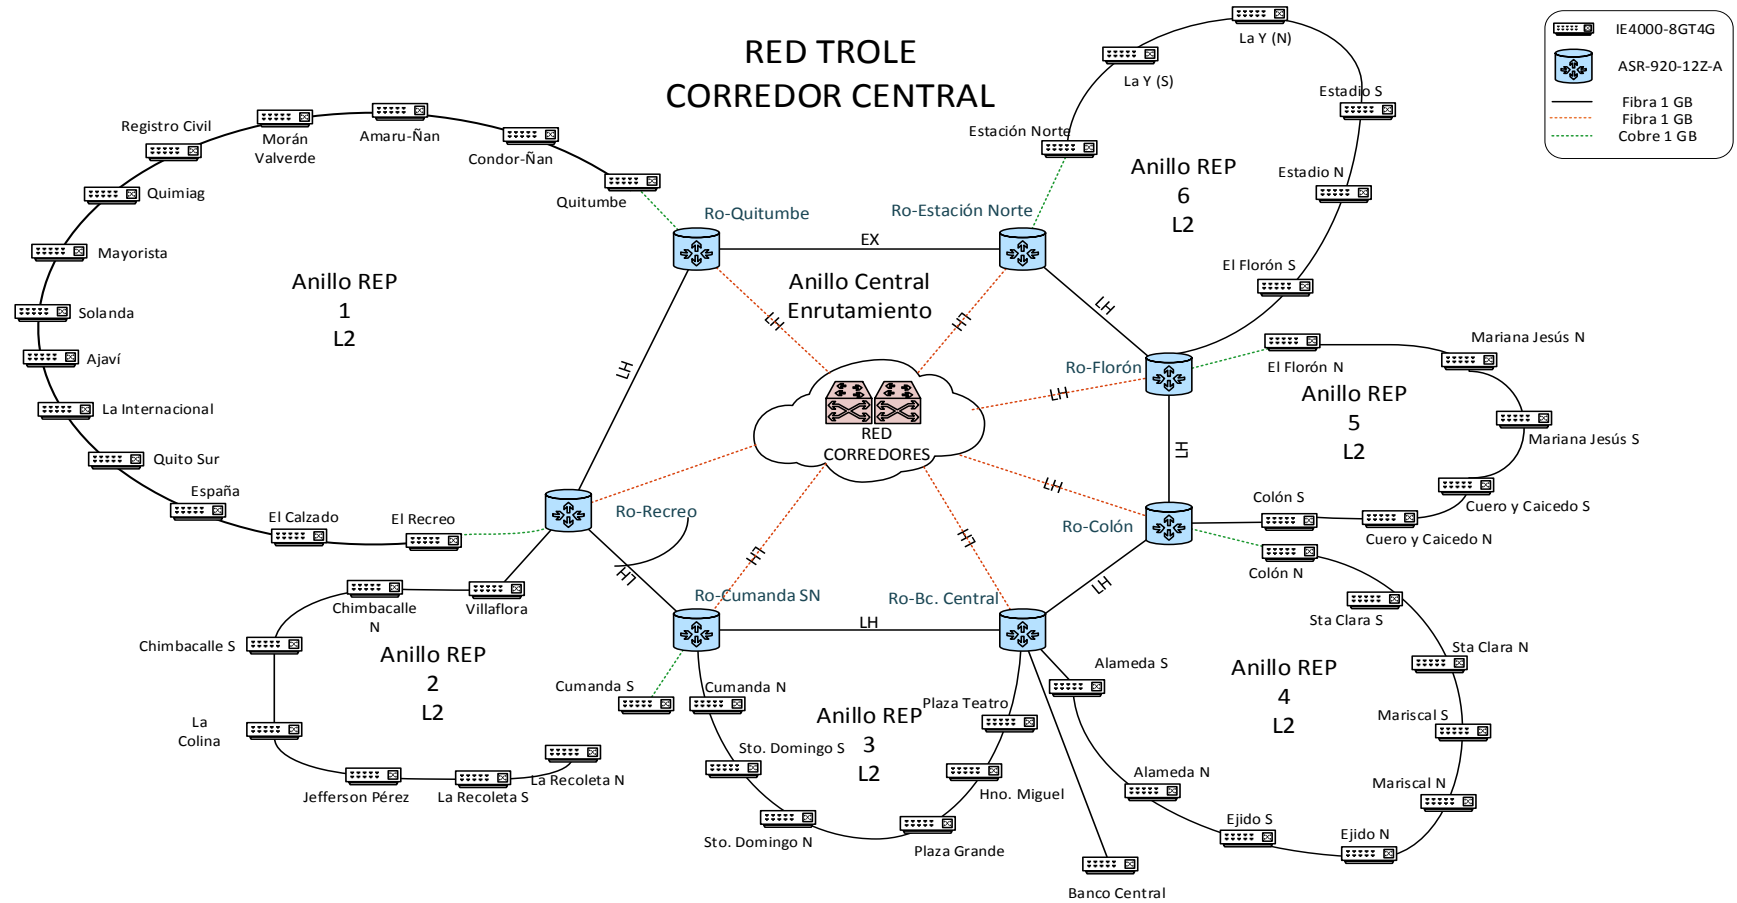 RED TROLE
CORREDOR CENTRAL
IE4000-8GT4G
ASR-920-12Z-A
Fibra 1 GB
Fibra 1 GB
Cobre 1 GB
La Y (N)
La Y (S)
Estadio S
Estación Norte
Estadio N
El Florón S
Anillo REP
6
L2
Registro Civil
Morán
Valverde
Amaru-Ñan
Condor-Ñan
Quitumbe
Quimiag
Mayorista
Solanda
Ajaví
La Internacional
Quito Sur
España
El Calzado
El Recreo
Anillo REP
1
L2
Ro-Quitumbe
Ro-Estación Norte
EX
Anillo Central
Enrutamiento
LH
LH
LH
LH
Ro-Florón
LH
El Florón N
Mariana Jesús N
Mariana Jesús S
Cuero y Caicedo S
Cuero y Caicedo N
Colón S
Anillo REP
5
L2
RED
CORREDORES
LH
LH
Ro-Recreo
Ro-Colón
LH
LH
LH
LH
Colón N
Ro-Cumanda SN
Ro-Bc. Central
LH
Villaflora
Chimbacalle
N
Chimbacalle S
La
Colina
Jefferson Pérez
La Recoleta S
La Recoleta N
Anillo REP
2
L2
Cumanda S
Cumanda N
Sto. Domingo S
Sto. Domingo N
Plaza Grande
Hno. Miguel
Plaza Teatro
Anillo REP
3
L2
Alameda S
Alameda N
Ejido S
Ejido N
Mariscal N
Mariscal S
Sta Clara N
Sta Clara S
Anillo REP
4
L2
Banco Central